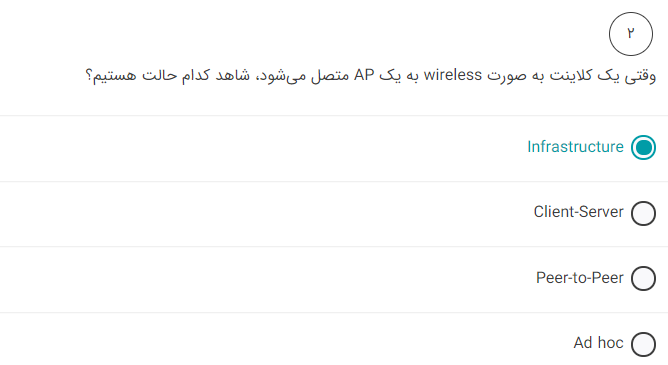 ۲
وقتی یک کلاینت به صورت wireless به یک AP متصل می‌شود، شاهد کدام حالت هستیم؟
Infrastructure
Client-Server
Peer-to-Peer
Ad hoc